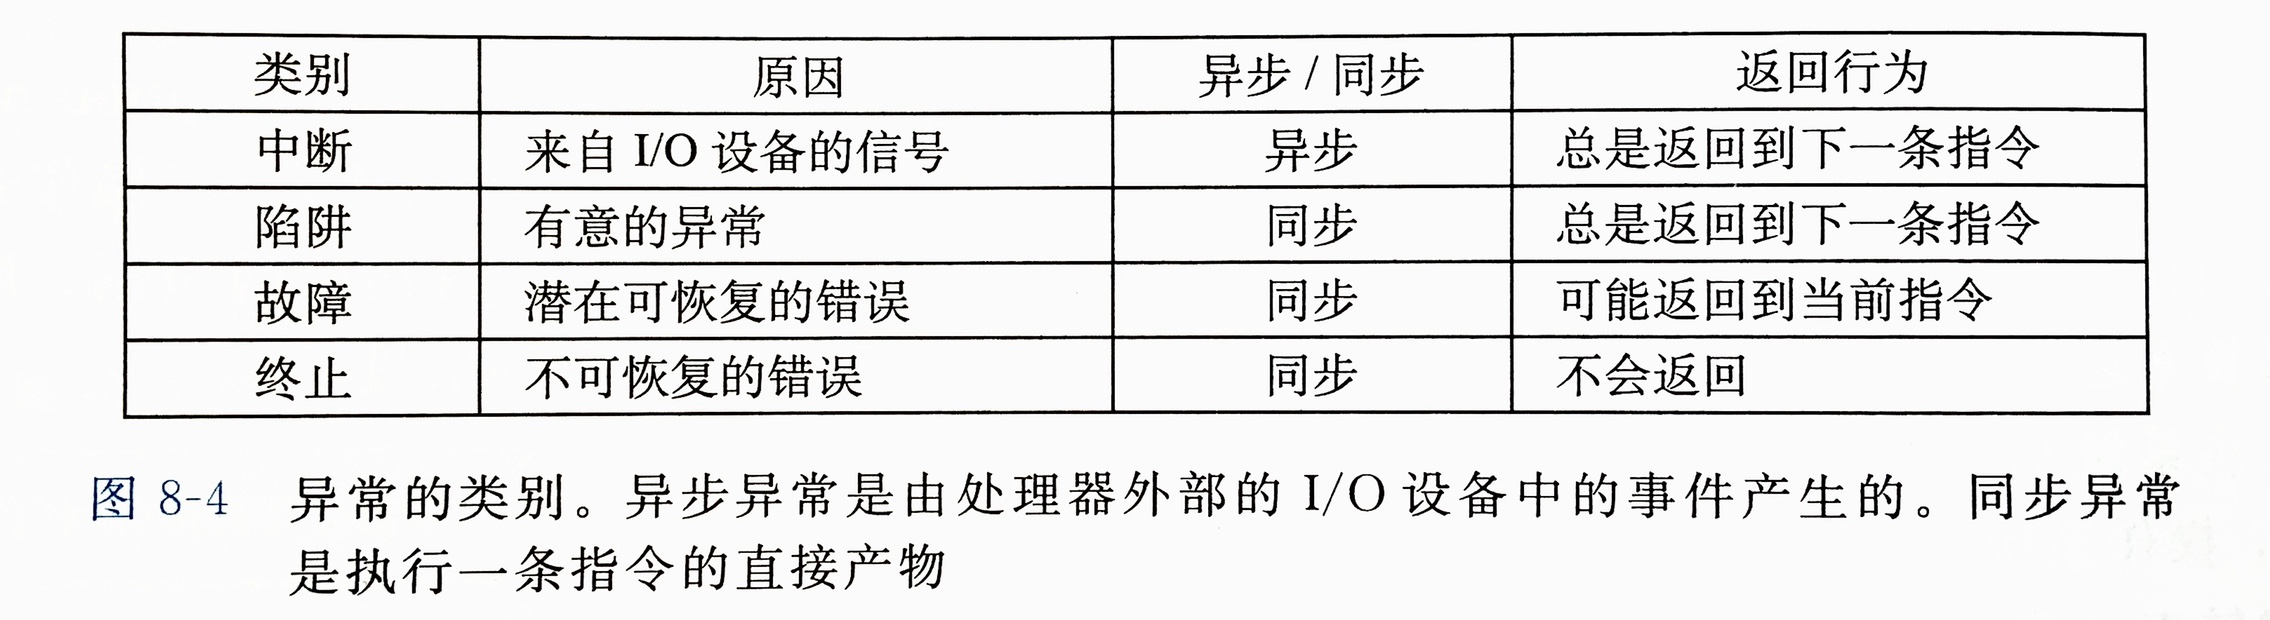 类别 原因 异步 / 同步 返回行为
中断 来自 I/O 设备的信号 异步 总是返回到下一条指令
陷阱 有意的异常 同步 总是返回到下一条指令
故障 潜在可恢复的错误 同步 可能返回到当前指令
终止 不可恢复的错误 同步 不会返回
图 8-4 异常的类别。异步异常是由处理器外部的 I/O 设备中的事件产生的。同步异常
是执行一条指令的直接产物